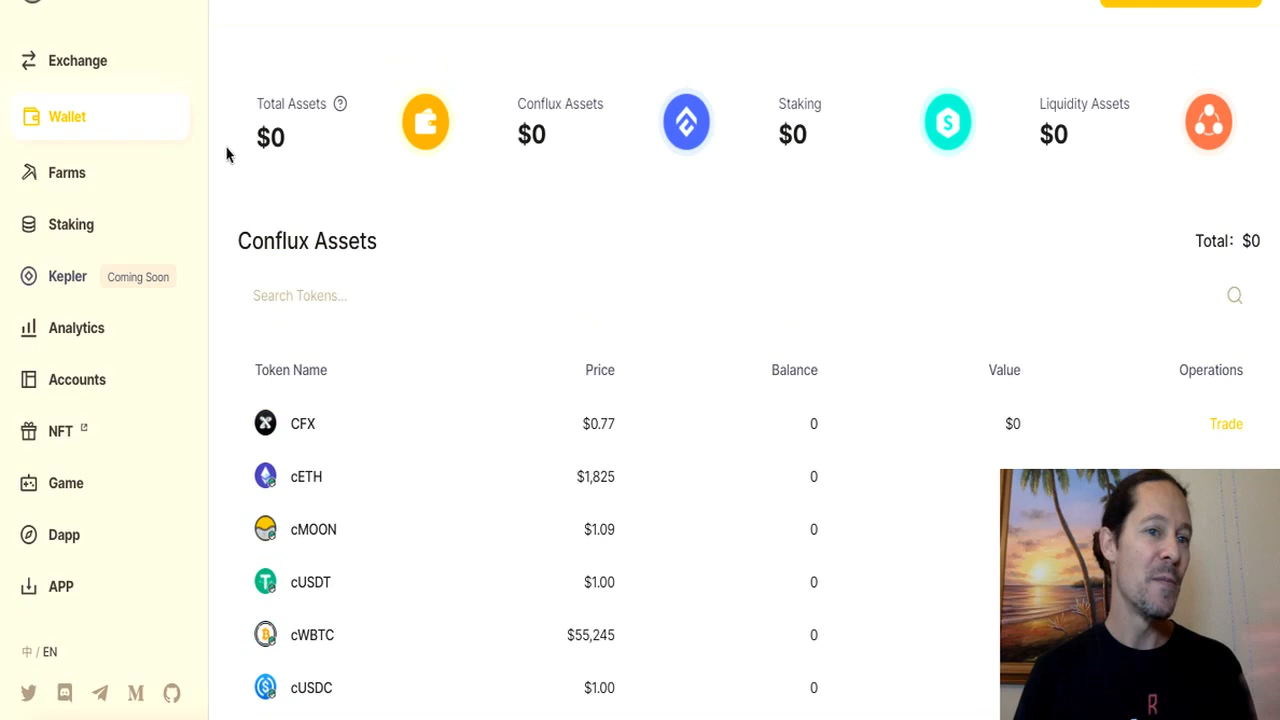 Exchange
Wallet
Farms
Staking
Kepler Coming Soon
Analytics
Accounts
NFT
Game
Dapp
APP
中 / EN
Total Assets ?
$0
Conflux Assets
$0
Staking
$0
Liquidity Assets
$0
Conflux Assets Total: $0
Search Tokens...
Token Name Price Balance Value Operations
CFX $0.77 0 $0 Trade
cETH $1,825 0
cMOON $1.09 0
cUSDT $1.00 0
cWBTC $55,245 0
cUSDC $1.00 0
R